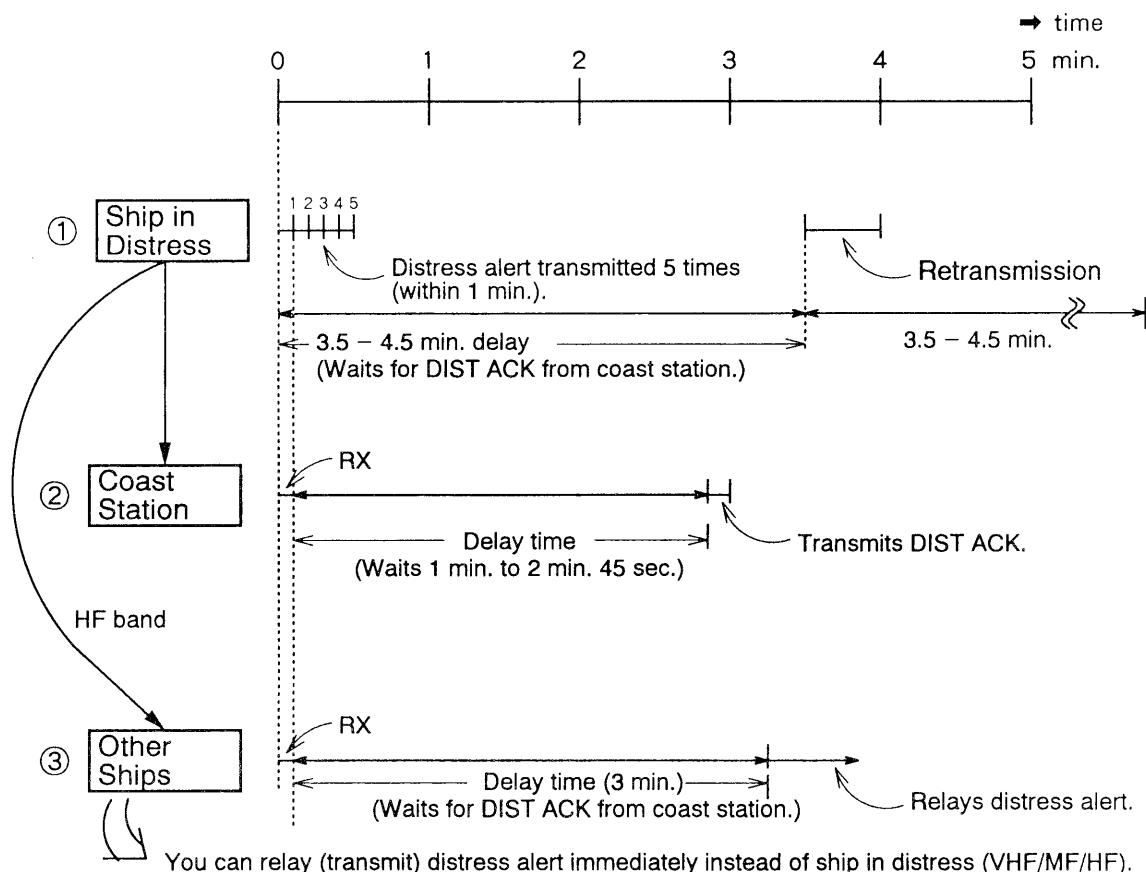 ➡ time
0 1 2 3 4 5 min.
① Ship in
Distress
1 2 3 4 5
Distress alert transmitted 5 times
(within 1 min.).
Retransmission
3.5 – 4.5 min. delay
(Waits for DIST ACK from coast station.)
3.5 – 4.5 min.
② Coast
Station
RX
Delay time
(Waits 1 min. to 2 min. 45 sec.)
Transmits DIST ACK.
HF band
③ Other
Ships
RX
Delay time (3 min.)
(Waits for DIST ACK from coast station.)
Relays distress alert.
You can relay (transmit) distress alert immediately instead of ship in distress (VHF/MF/HF).